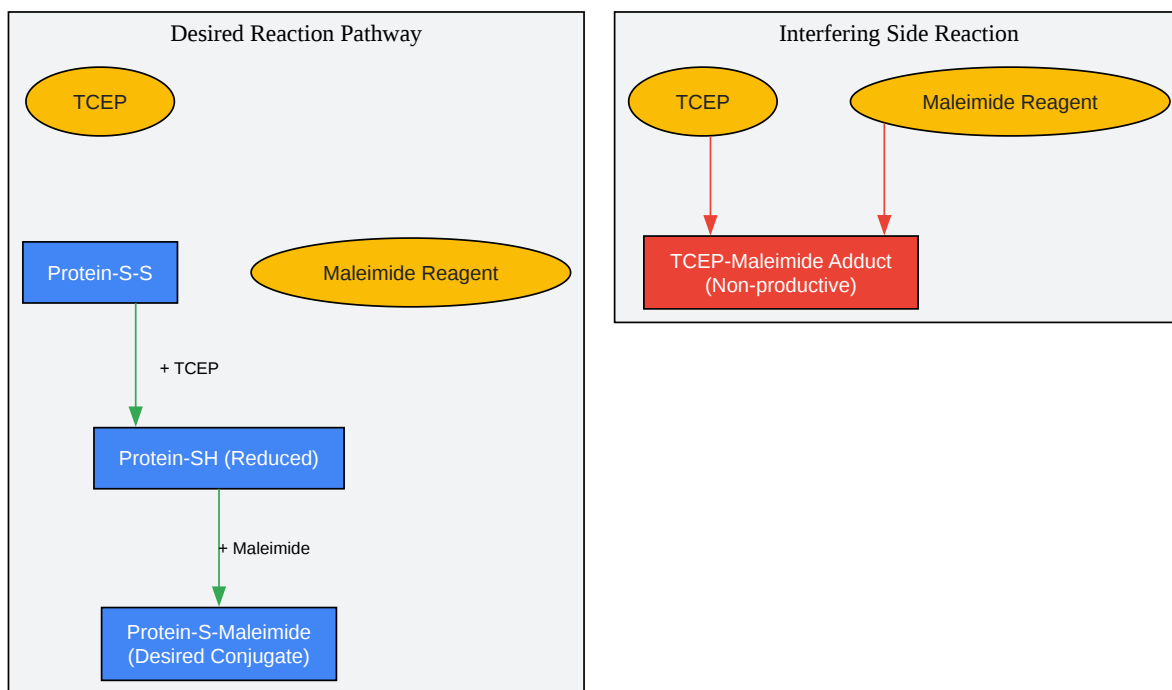 Desired Reaction Pathway
TCEP
Protein-S-S
Maleimide Reagent
+ TCEP
Protein-SH (Reduced)
+ Maleimide
Protein-S-Maleimide
(Desired Conjugate)
Interfering Side Reaction
TCEP
Maleimide Reagent
TCEP-Maleimide Adduct
(Non-productive)